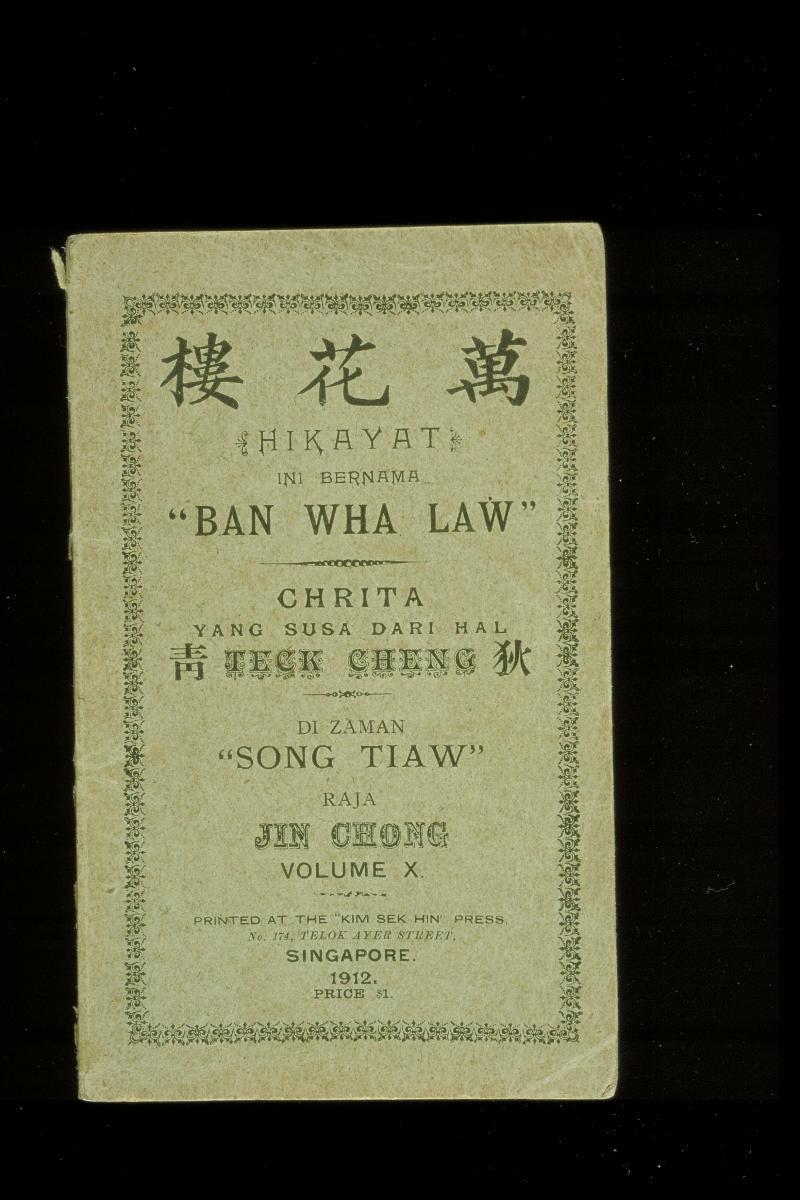 萬花樓
HIKAYAT
INI BERNAMA
“BAN WHA LAW”
CHRITA
YANG SUSA DARI HAL
青 TECK CHENG 狄
DI ZAMAN
“SONG TIAW”
RAJA
JIN CHONG
VOLUME X.
PRINTED AT THE "KIM SEK HIN" PRESS,
No. 174, TELOK AYER STREET,
SINGAPORE.
1912.
PRICE $1.